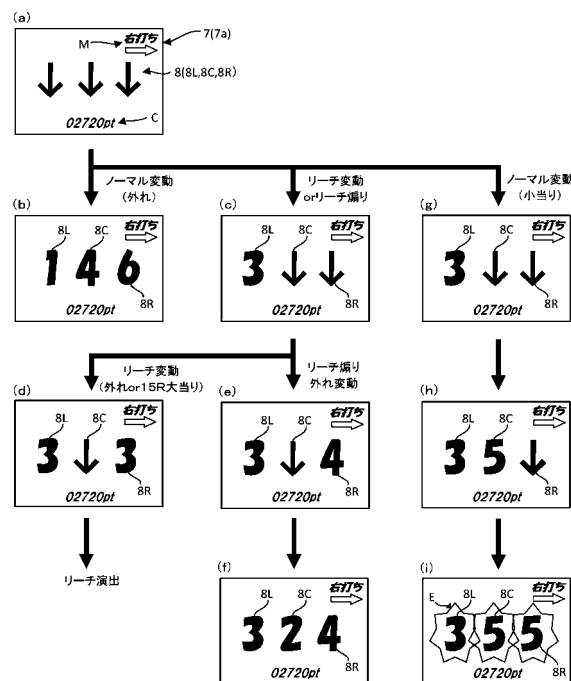 (a)
右打ち
M
7(7a)
8(8L,8C,8R)
02720pt
C
ノーマル変動
(外れ)
リーチ変動
orリーチ煽り
ノーマル変動
(小当り)
(b)
8L
8C
右打ち
1 4 6
8R
02720pt
(c)
8L
8C
右打ち
3
8R
02720pt
(g)
8L
8C
右打ち
3
8R
02720pt
リーチ変動
(外れor15R大当り)
リーチ煽り
外れ変動
(d)
8L
8C
右打ち
3 3
8R
02720pt
(e)
8L
8C
右打ち
3 4
8R
02720pt
(h)
8L
8C
右打ち
3 5
8R
02720pt
リーチ演出
(f)
8L
8C
右打ち
3 2 4
8R
02720pt
(i)
E
8L
8C
右打ち
3 5 5
8R
02720pt